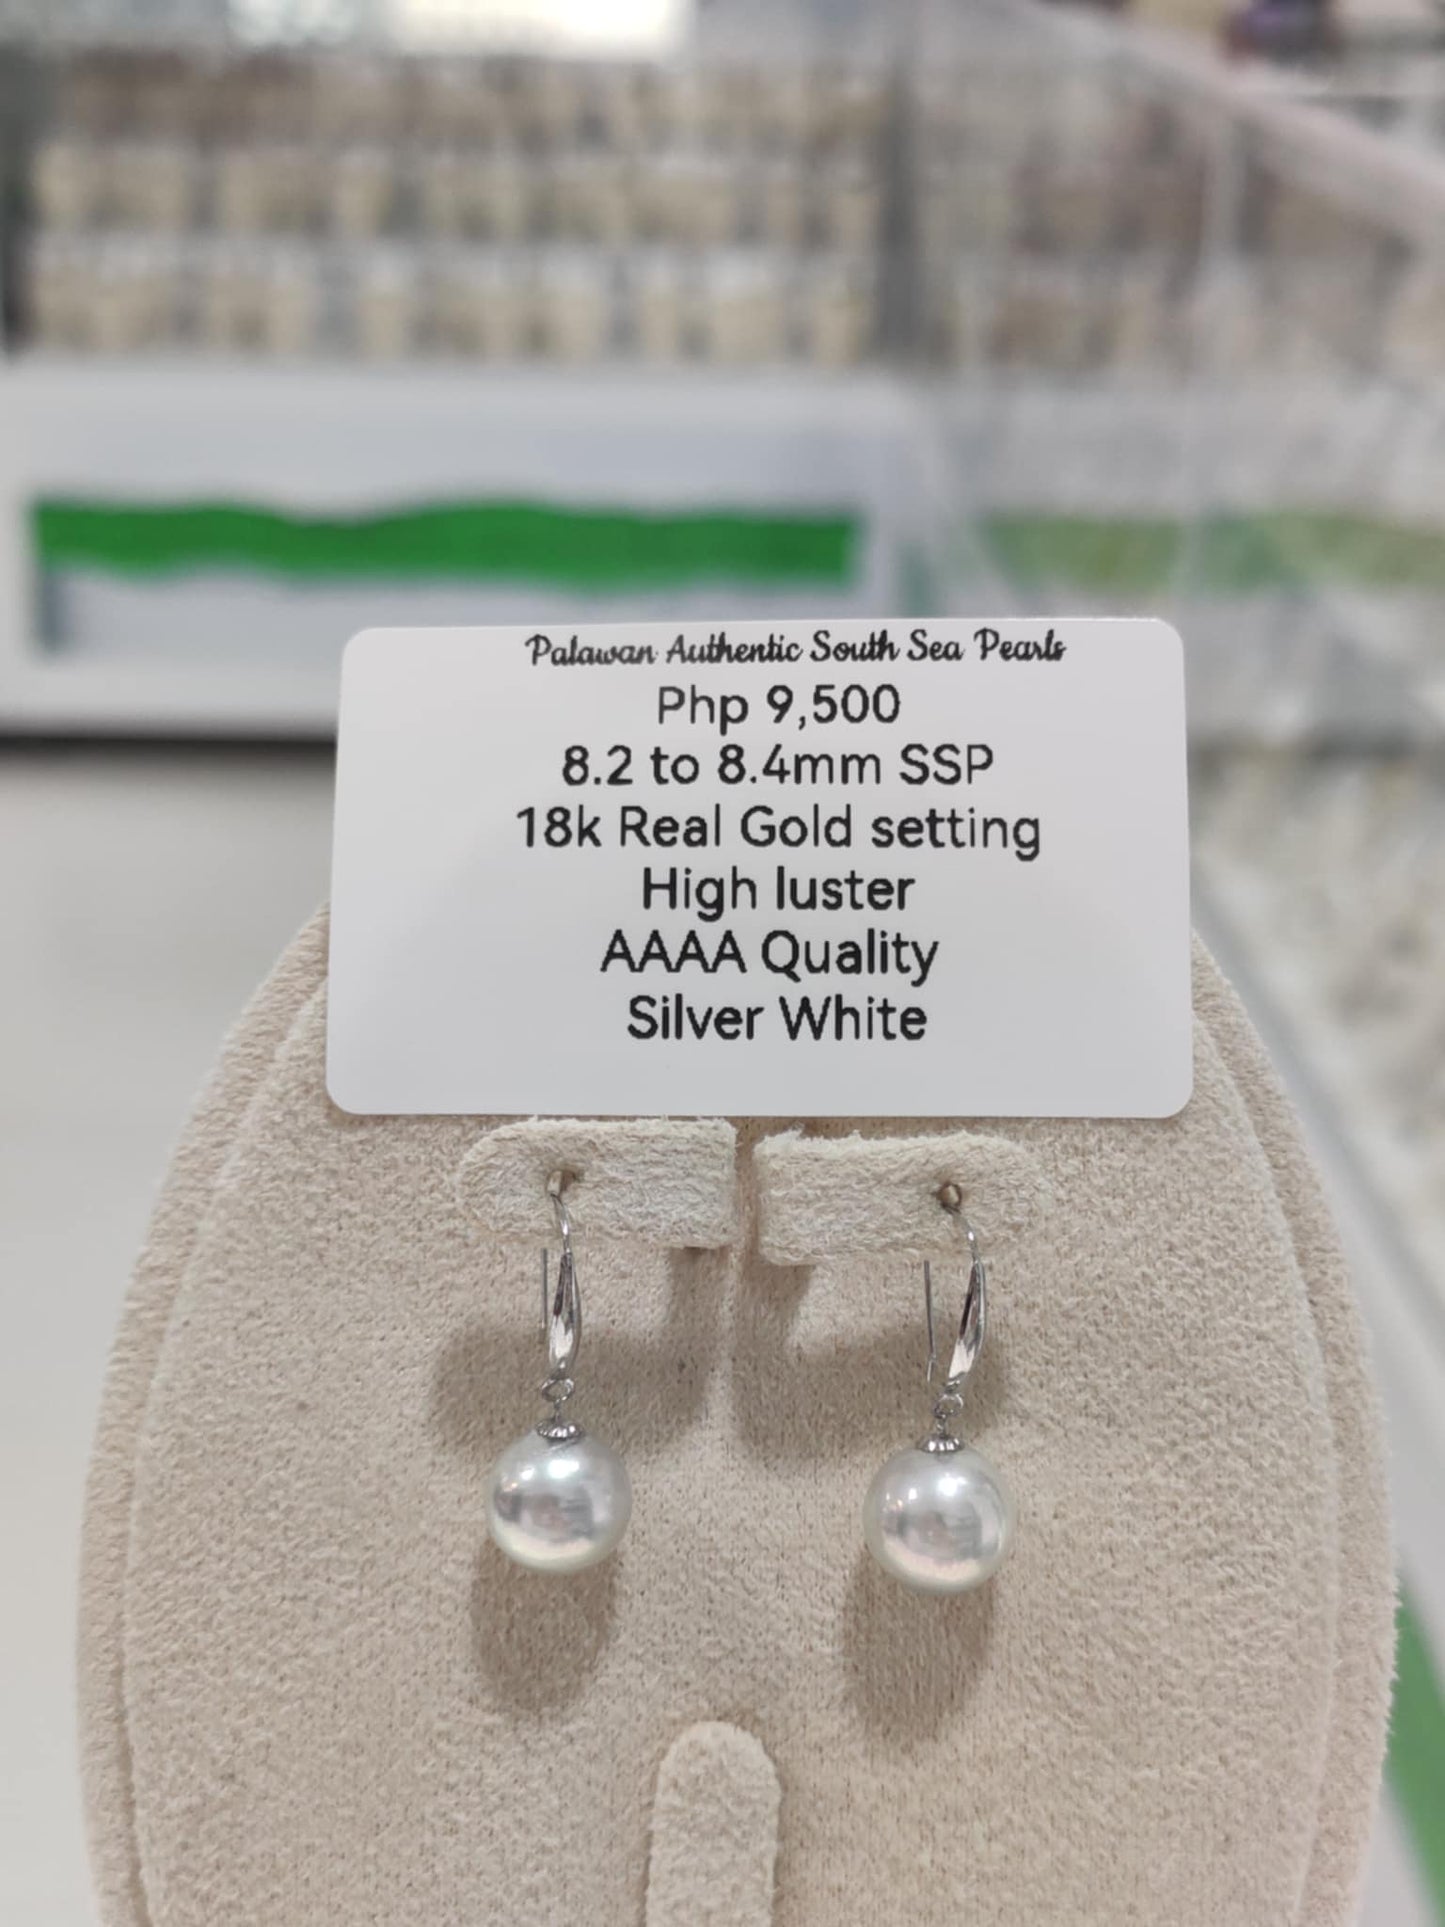 Palawan Authentic South Sea Pearls
Php 9,500
8.2 to 8.4mm SSP
18k Real Gold setting
High luster
AAAA Quality
Silver White